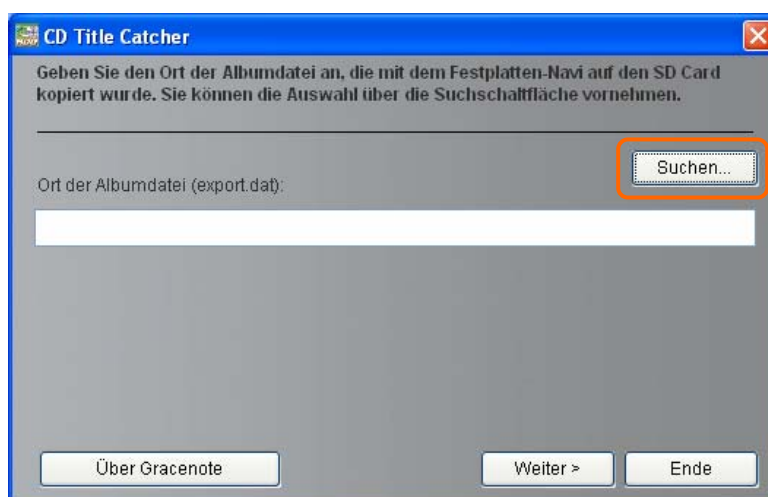 CD Title Catcher
Geben Sie den Ort der Albumdatei an, die mit dem Festplatten-Navi auf den SD Card
kopiert wurde. Sie können die Auswahl über die Suchschaltfläche vornehmen.
Suchen...
Ort der Albumdatei (export.dat):
Über Gracenote
Weiter >
Ende